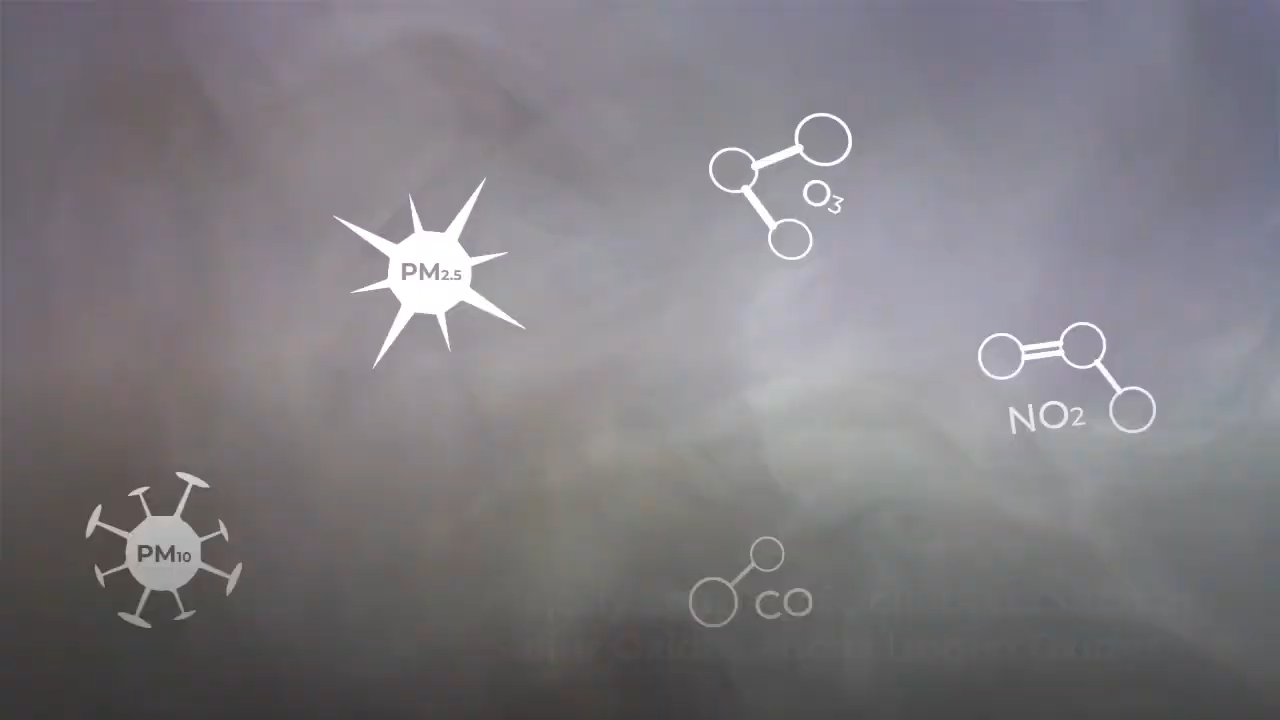 O₃
PM₂.₅
NO₂
PM₁₀
CO